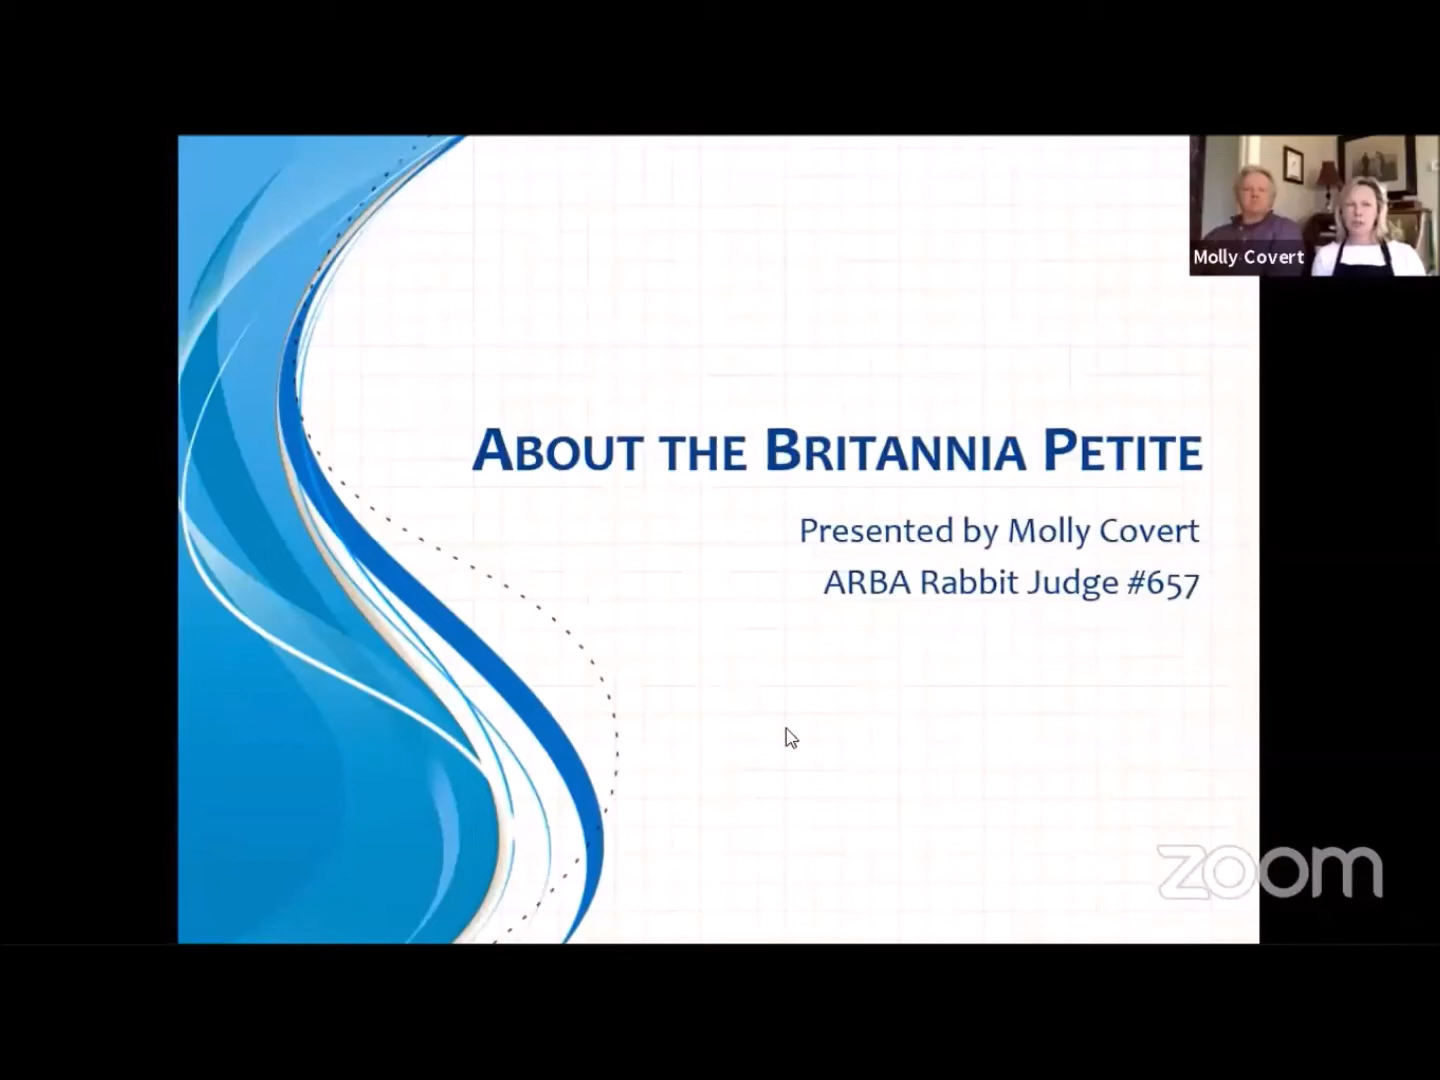 Molly Covert
ABOUT THE BRITANNIA PETITE
Presented by Molly Covert
ARBA Rabbit Judge #657
zoom